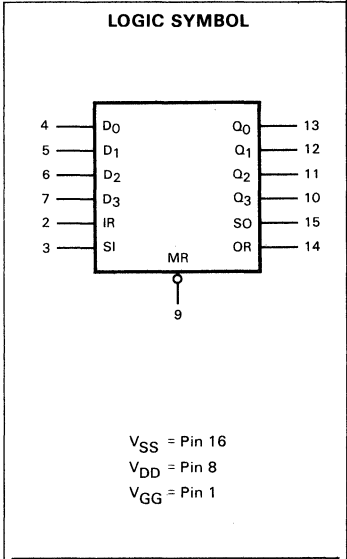 LOGIC SYMBOL
4 D0 Q0 13
5 D1 Q1 12
6 D2 Q2 11
7 D3 Q3 10
2 IR SO 15
3 SI OR 14
MR
9
VSS = Pin 16
VDD = Pin 8
VGG = Pin 1